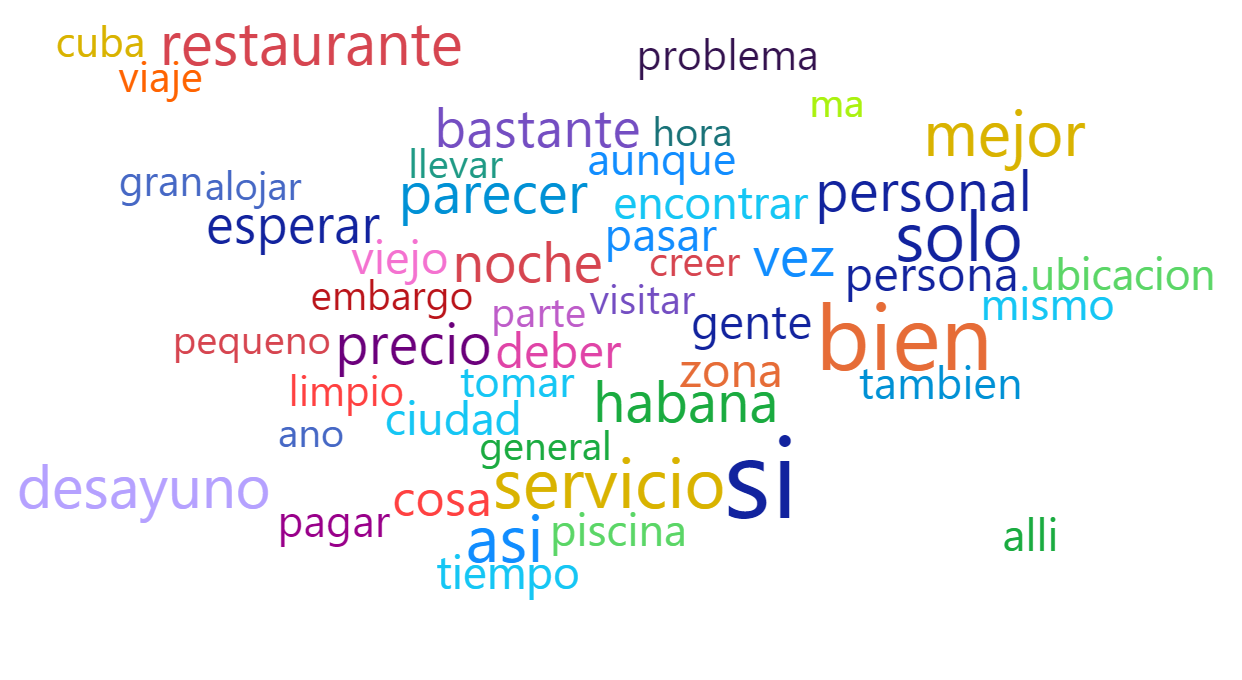 cuba restaurante
viaje
problema
ma
bastante hora mejor
llevar aunque
gran alojar parecer encontrar personal
esperar pasar solo
viejo noche creer vez persona ubicacion
embargo parte visitar mismo
pequeno precio deber gente bien
limpio tomar zona tambien
ciudad habana
ano general
desayuno servicio si
pagar cosa asi piscina alli
tiempo